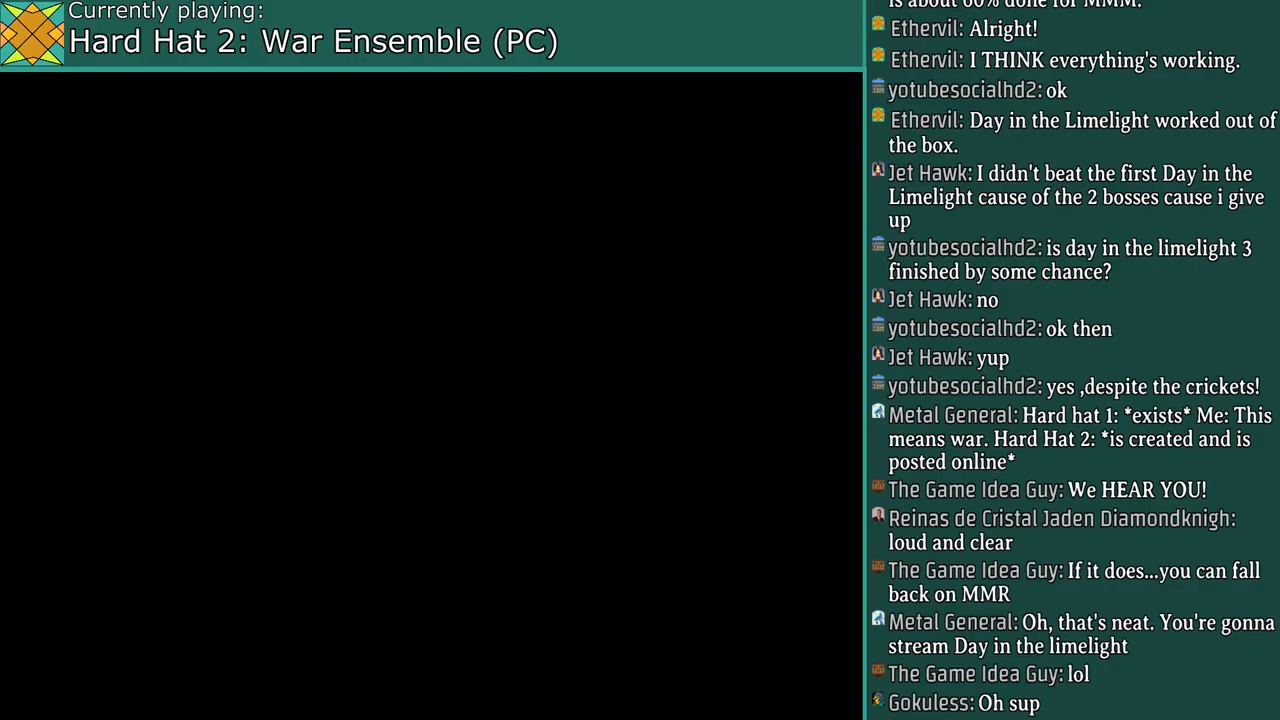 Currently playing:
Hard Hat 2: War Ensemble (PC)
is about 60% done for MMM.
Ethervil: Alright!
Ethervil: I THINK everything's working.
yotubesocialhd2: ok
Ethervil: Day in the Limelight worked out of
the box.
Jet Hawk: I didn't beat the first Day in the
Limelight cause of the 2 bosses cause i give
up
yotubesocialhd2: is day in the limelight 3
finished by some chance?
Jet Hawk: no
yotubesocialhd2: ok then
Jet Hawk: yup
yotubesocialhd2: yes ,despite the crickets!
Metal General: Hard hat 1: *exists* Me: This
means war. Hard Hat 2: *is created and is
posted online*
The Game Idea Guy: We HEAR YOU!
Reinas de Cristal Jaden Diamondknigh:
loud and clear
The Game Idea Guy: If it does...you can fall
back on MMR
Metal General: Oh, that's neat. You're gonna
stream Day in the limelight
The Game Idea Guy: lol
Gokuless: Oh sup